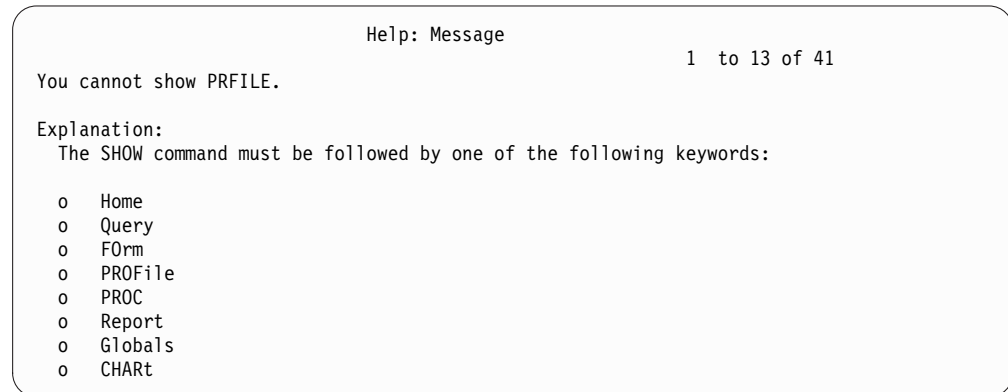 Help: Message
1 to 13 of 41
You cannot show PRFILE.
Explanation:
The SHOW command must be followed by one of the following keywords:
o Home
o Query
o FOrm
o PROFile
o PROC
o Report
o Globals
o CHARt